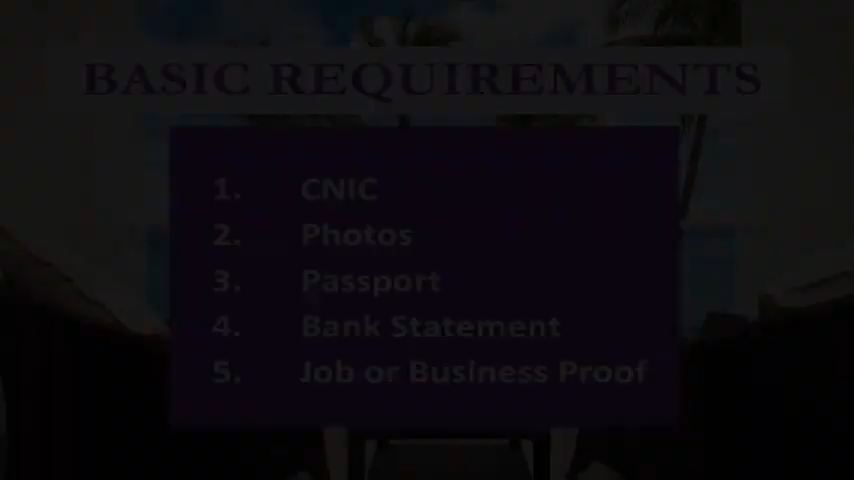 BASIC REQUIREMENTS
1. CNIC
2. Photos
3. Passport
4. Bank Statement
5. Job or Business Proof